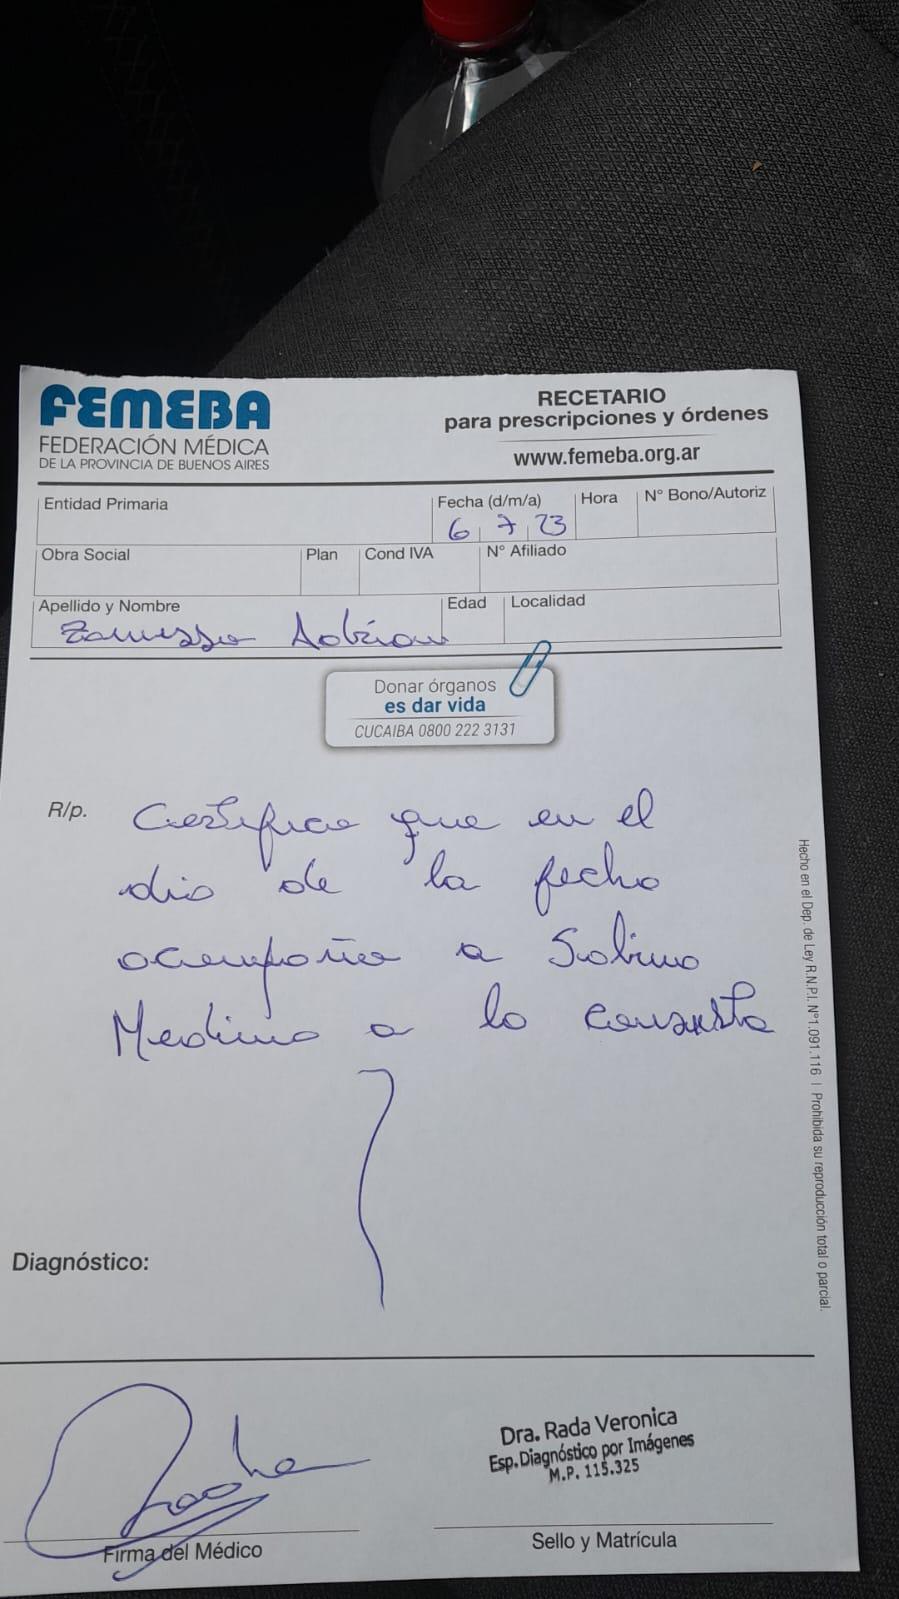 FEMEBA
FEDERACIÓN MÉDICA
DE LA PROVINCIA DE BUENOS AIRES
RECETARIO
para prescripciones y órdenes
www.femeba.org.ar
Entidad Primaria
Fecha (d/m/a)
6 7 23
Hora
N° Bono/Autoriz
Obra Social
Plan
Cond IVA
N° Afiliado
Apellido y Nombre
Adrian
Edad
Localidad
Donar órganos
es dar vida
CUCAIBA 0800 222 3131
R/p.
Certifico que en el
dia de la fecha
acompaña a Sabina
Medina a la consulta
Diagnóstico:
Hecho en el Dep. de Ley R.N.P.I. N°1.091.116 | Prohibida su reproducción total o parcial.
Dra. Rada Veronica
Esp.Diagnóstico por Imágenes
M.P. 115.325
Firma del Médico
Sello y Matrícula